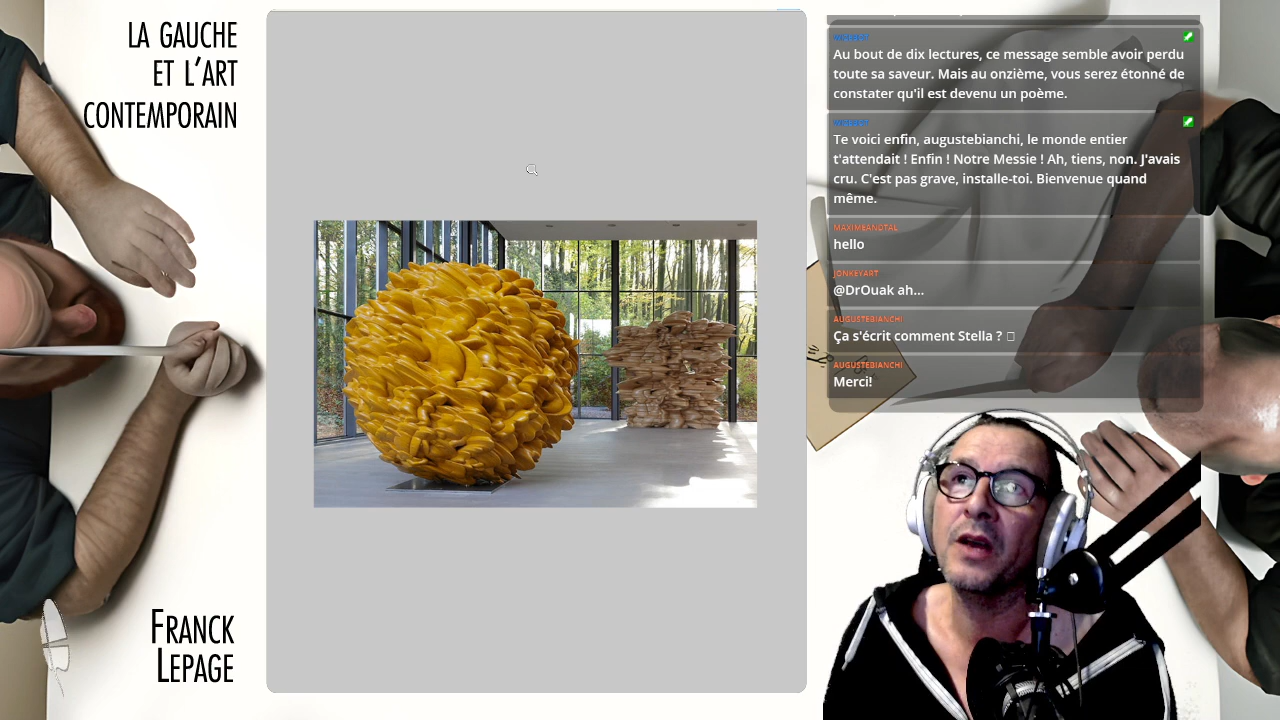 LA GAUCHE
ET L'ART
CONTEMPORAIN
FRANCK
LEPAGE
Au bout de dix lectures, ce message semble avoir perdu
toute sa saveur. Mais au onzième, vous serez étonné de
constater qu'il est devenu un poème.
Te voici enfin, augustebianchi, le monde entier
t'attendait ! Enfin ! Notre Messie ! Ah, tiens, non. J'avais
cru. C'est pas grave, installe-toi. Bienvenue quand
même.
MAXIMEANDTAL
hello
JONKEYART
@DrOuak ah...
AUGUSTEBIANCHI
Ça s'écrit comment Stella ?
AUGUSTEBIANCHI
Merci!